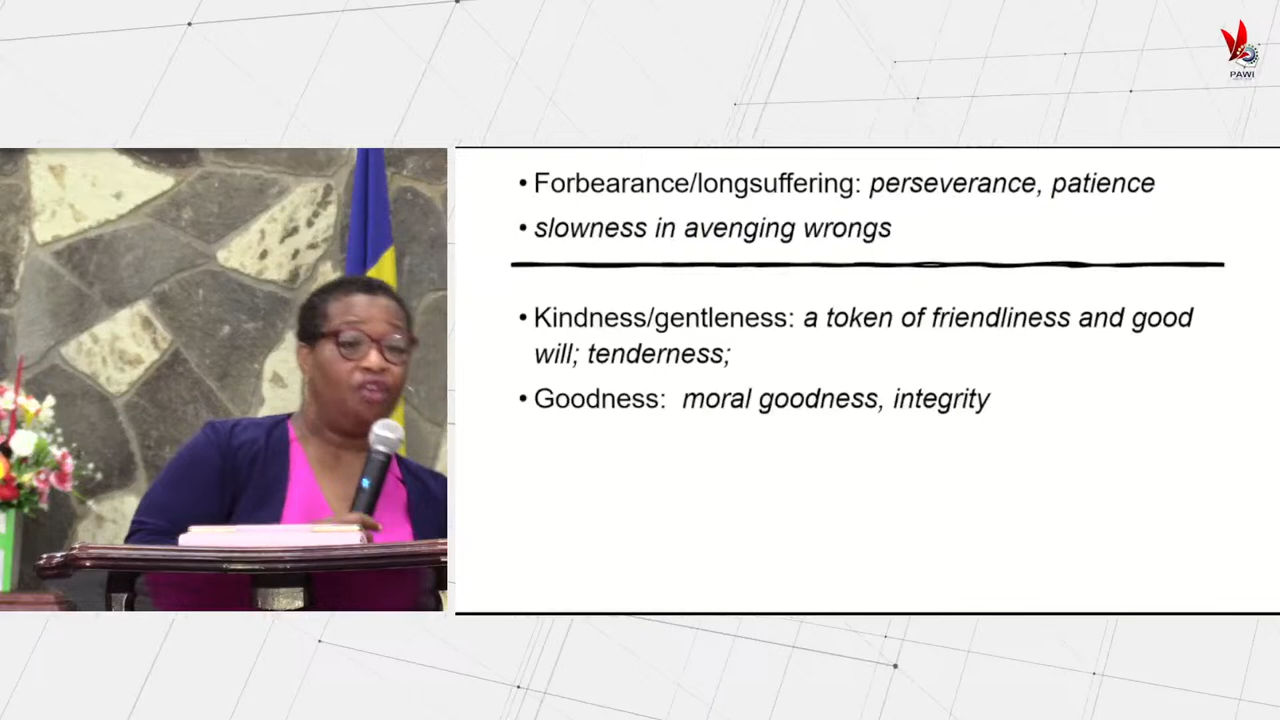 PAWI
• Forbearance/longsuffering: perseverance, patience
• slowness in avenging wrongs
• Kindness/gentleness: a token of friendliness and good
will; tenderness;
• Goodness: moral goodness, integrity